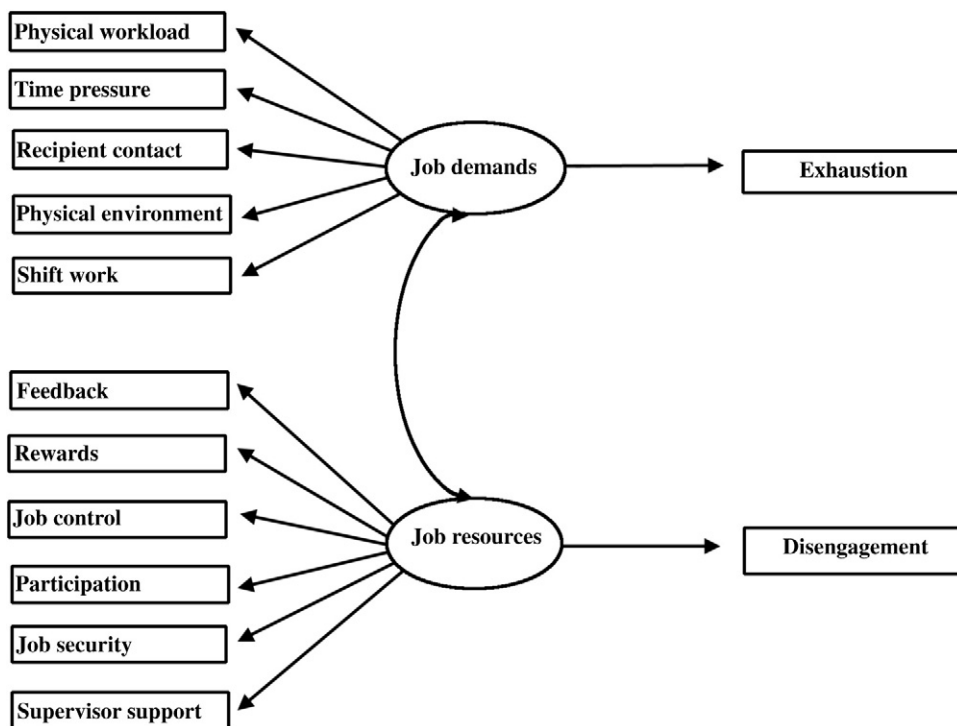 Physical workload
Time pressure
Recipient contact
Physical environment
Shift work
Job demands
Exhaustion
Feedback
Rewards
Job control
Participation
Job security
Supervisor support
Job resources
Disengagement